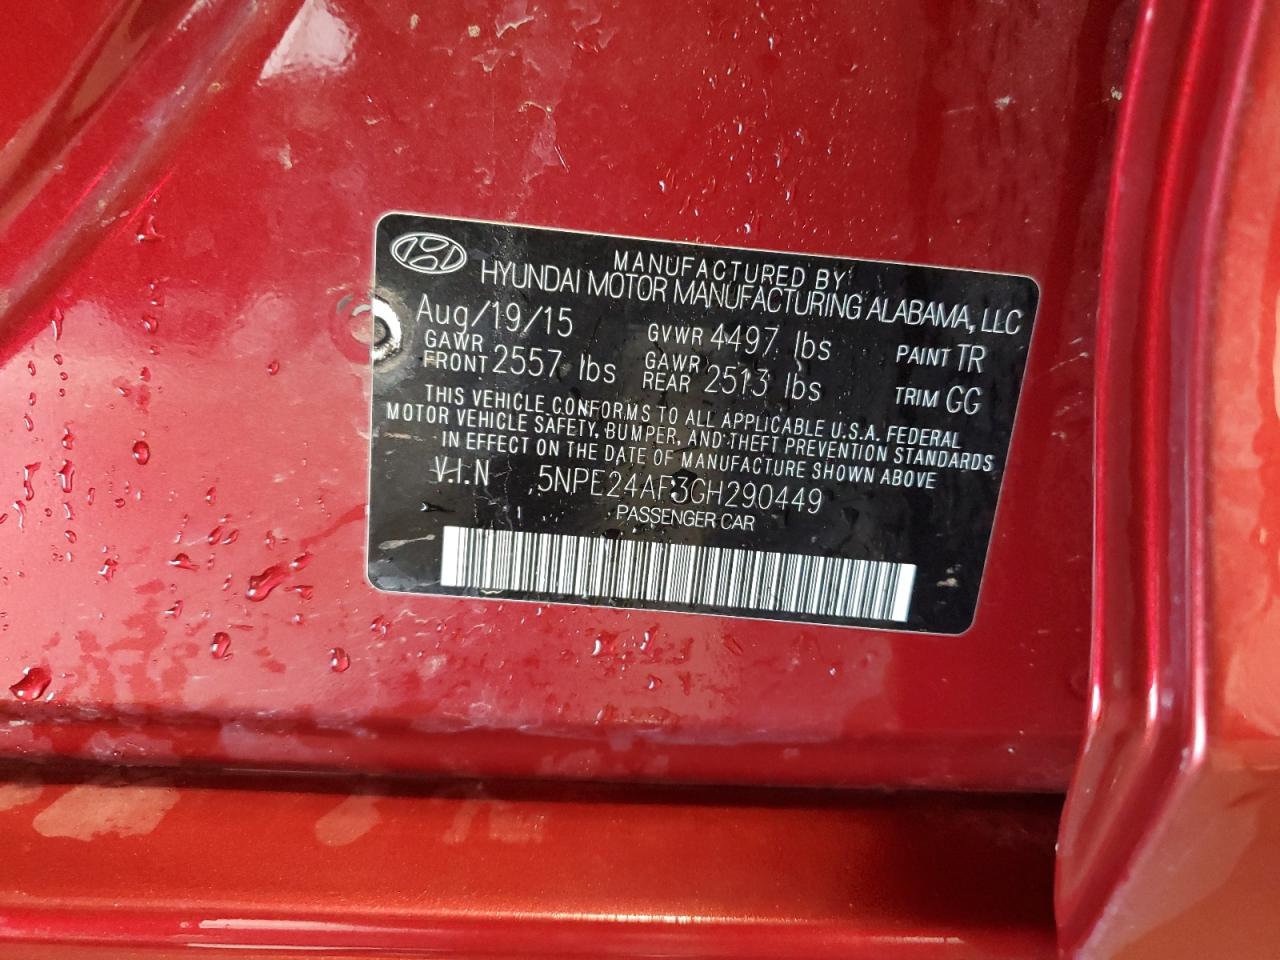 MANUFACTURED BY
HYUNDAI MOTOR MANUFACTURING ALABAMA, LLC
Aug/19/15 GVWR 4497 lbs PAINT TR
GAWR FRONT 2557 lbs GAWR REAR 2513 lbs TRIM GG
THIS VEHICLE CONFORMS TO ALL APPLICABLE U.S.A. FEDERAL
MOTOR VEHICLE SAFETY, BUMPER, AND THEFT PREVENTION STANDARDS
IN EFFECT ON THE DATE OF MANUFACTURE SHOWN ABOVE
V.I.N 5NPE24AF3GH290449
PASSENGER CAR